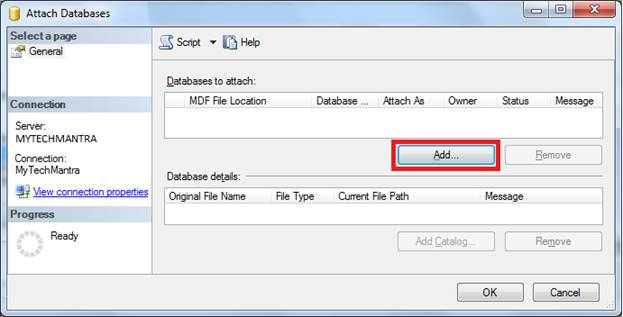 Attach Databases
Select a page
General
Script Help
Databases to attach:
MDF File Location Database ... Attach As Owner Status Message
Add... Remove
Database details:
Original File Name File Type Current File Path Message
Add Catalog... Remove
Connection
Server:
MYTECHMANTRA
Connection:
MyTechMantra
View connection properties
Progress
Ready
OK Cancel